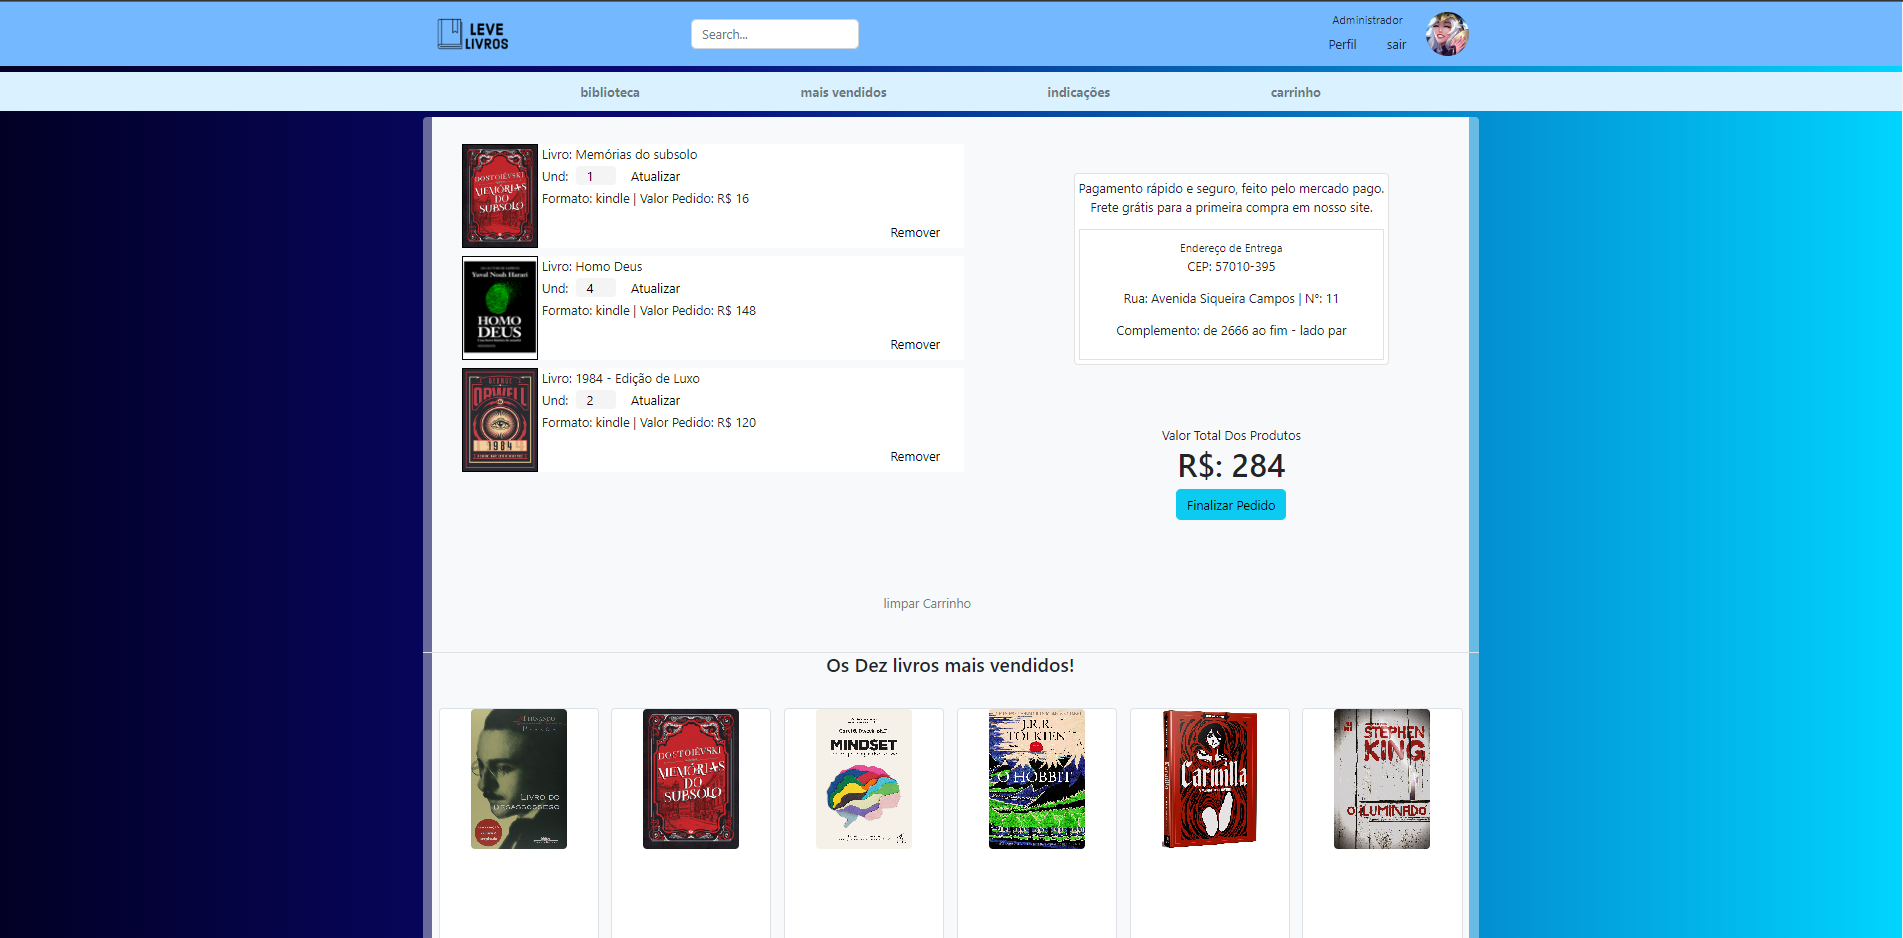 LEVE
LIVROS
Search...
Administrador
Perfil sair
biblioteca mais vendidos indicações carrinho
DOSTOIÉVSKI
MEMÓRIAS
DO
SUBSOLO
Livro: Memórias do subsolo
Und: 1 Atualizar
Formato: kindle | Valor Pedido: R$ 16
Remover
Yuval Noah Harari
HOMO
DEUS
Livro: Homo Deus
Und: 4 Atualizar
Formato: kindle | Valor Pedido: R$ 148
Remover
GEORGE
ORWELL
1984
Livro: 1984 - Edição de Luxo
Und: 2 Atualizar
Formato: kindle | Valor Pedido: R$ 120
Remover
Pagamento rápido e seguro, feito pelo mercado pago.
Frete grátis para a primeira compra em nosso site.
Endereço de Entrega
CEP: 57010-395
Rua: Avenida Siqueira Campos | N°: 11
Complemento: de 2666 ao fim - lado par
Valor Total Dos Produtos
R$: 284
Finalizar Pedido
limpar Carrinho
Os Dez livros mais vendidos!
FERNANDO
PESSOA
LIVRO DO
DESASSOSSEGO
DOSTOIÉVSKI
MEMÓRIAS
DO
SUBSOLO
MINDSET
J.R.R.
TOLKIEN
O HOBBIT
Carmilla
STEPHEN
KING
O ILUMINADO